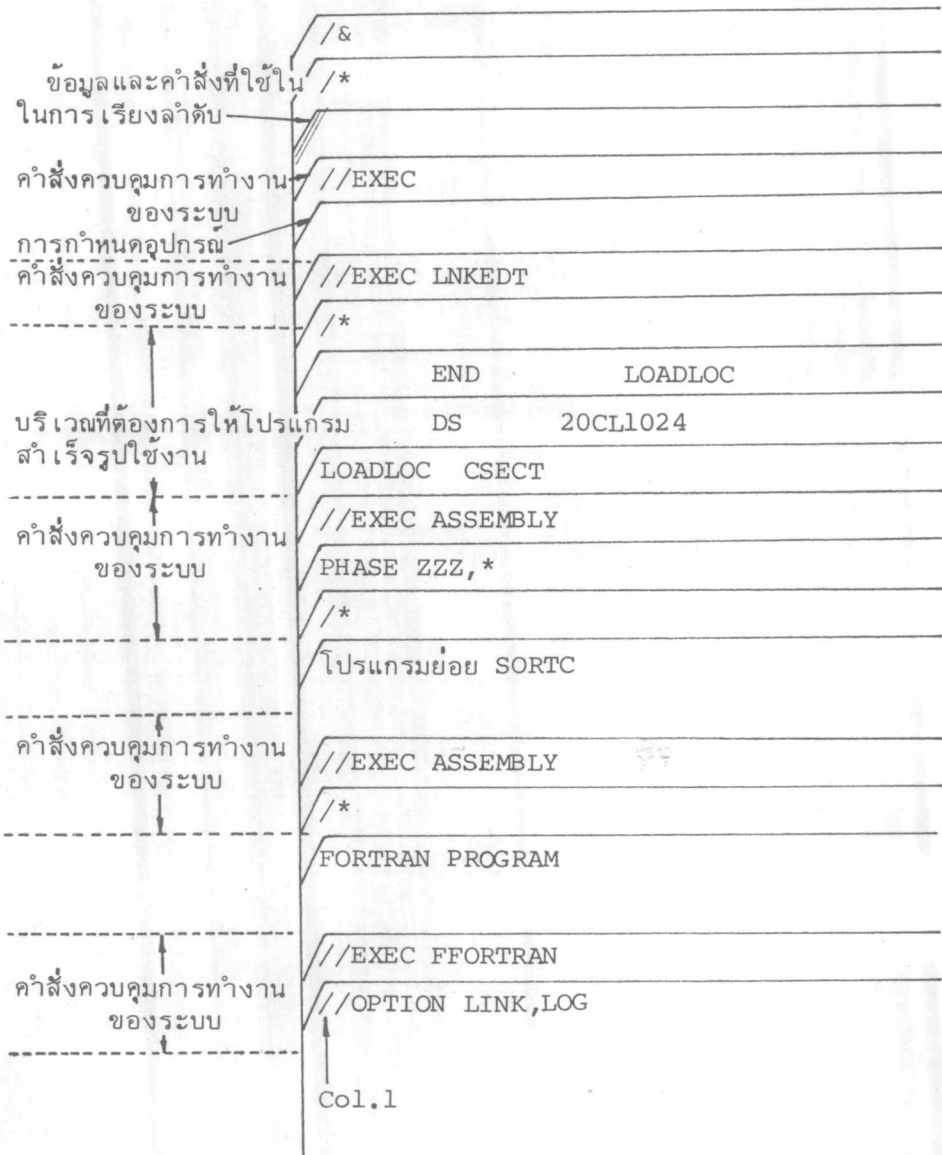 /&
ข้อมูลและคำสั่งที่ใช้ใน /*
ในการ เรียงลำดับ
คำสั่งควบคุมการทำงาน //EXEC
ของระบบ
การกำหนดอุปกรณ์
คำสั่งควบคุมการทำงาน //EXEC LNKEDT
ของระบบ
/*
END LOADLOC
บริ เวณที่ต้องการให้โปรแกรม DS 20CL1024
สำ เร็จรูปใช้งาน
LOADLOC CSECT
//EXEC ASSEMBLY
คำสั่งควบคุมการทำงาน
ของระบบ
PHASE ZZZ,*
/*
โปรแกรมย่อย SORTC
คำสั่งควบคุมการทำงาน
ของระบบ
//EXEC ASSEMBLY
/*
FORTRAN PROGRAM
//EXEC FFORTRAN
คำสั่งควบคุมการทำงาน
ของระบบ
//OPTION LINK,LOG
Col.1